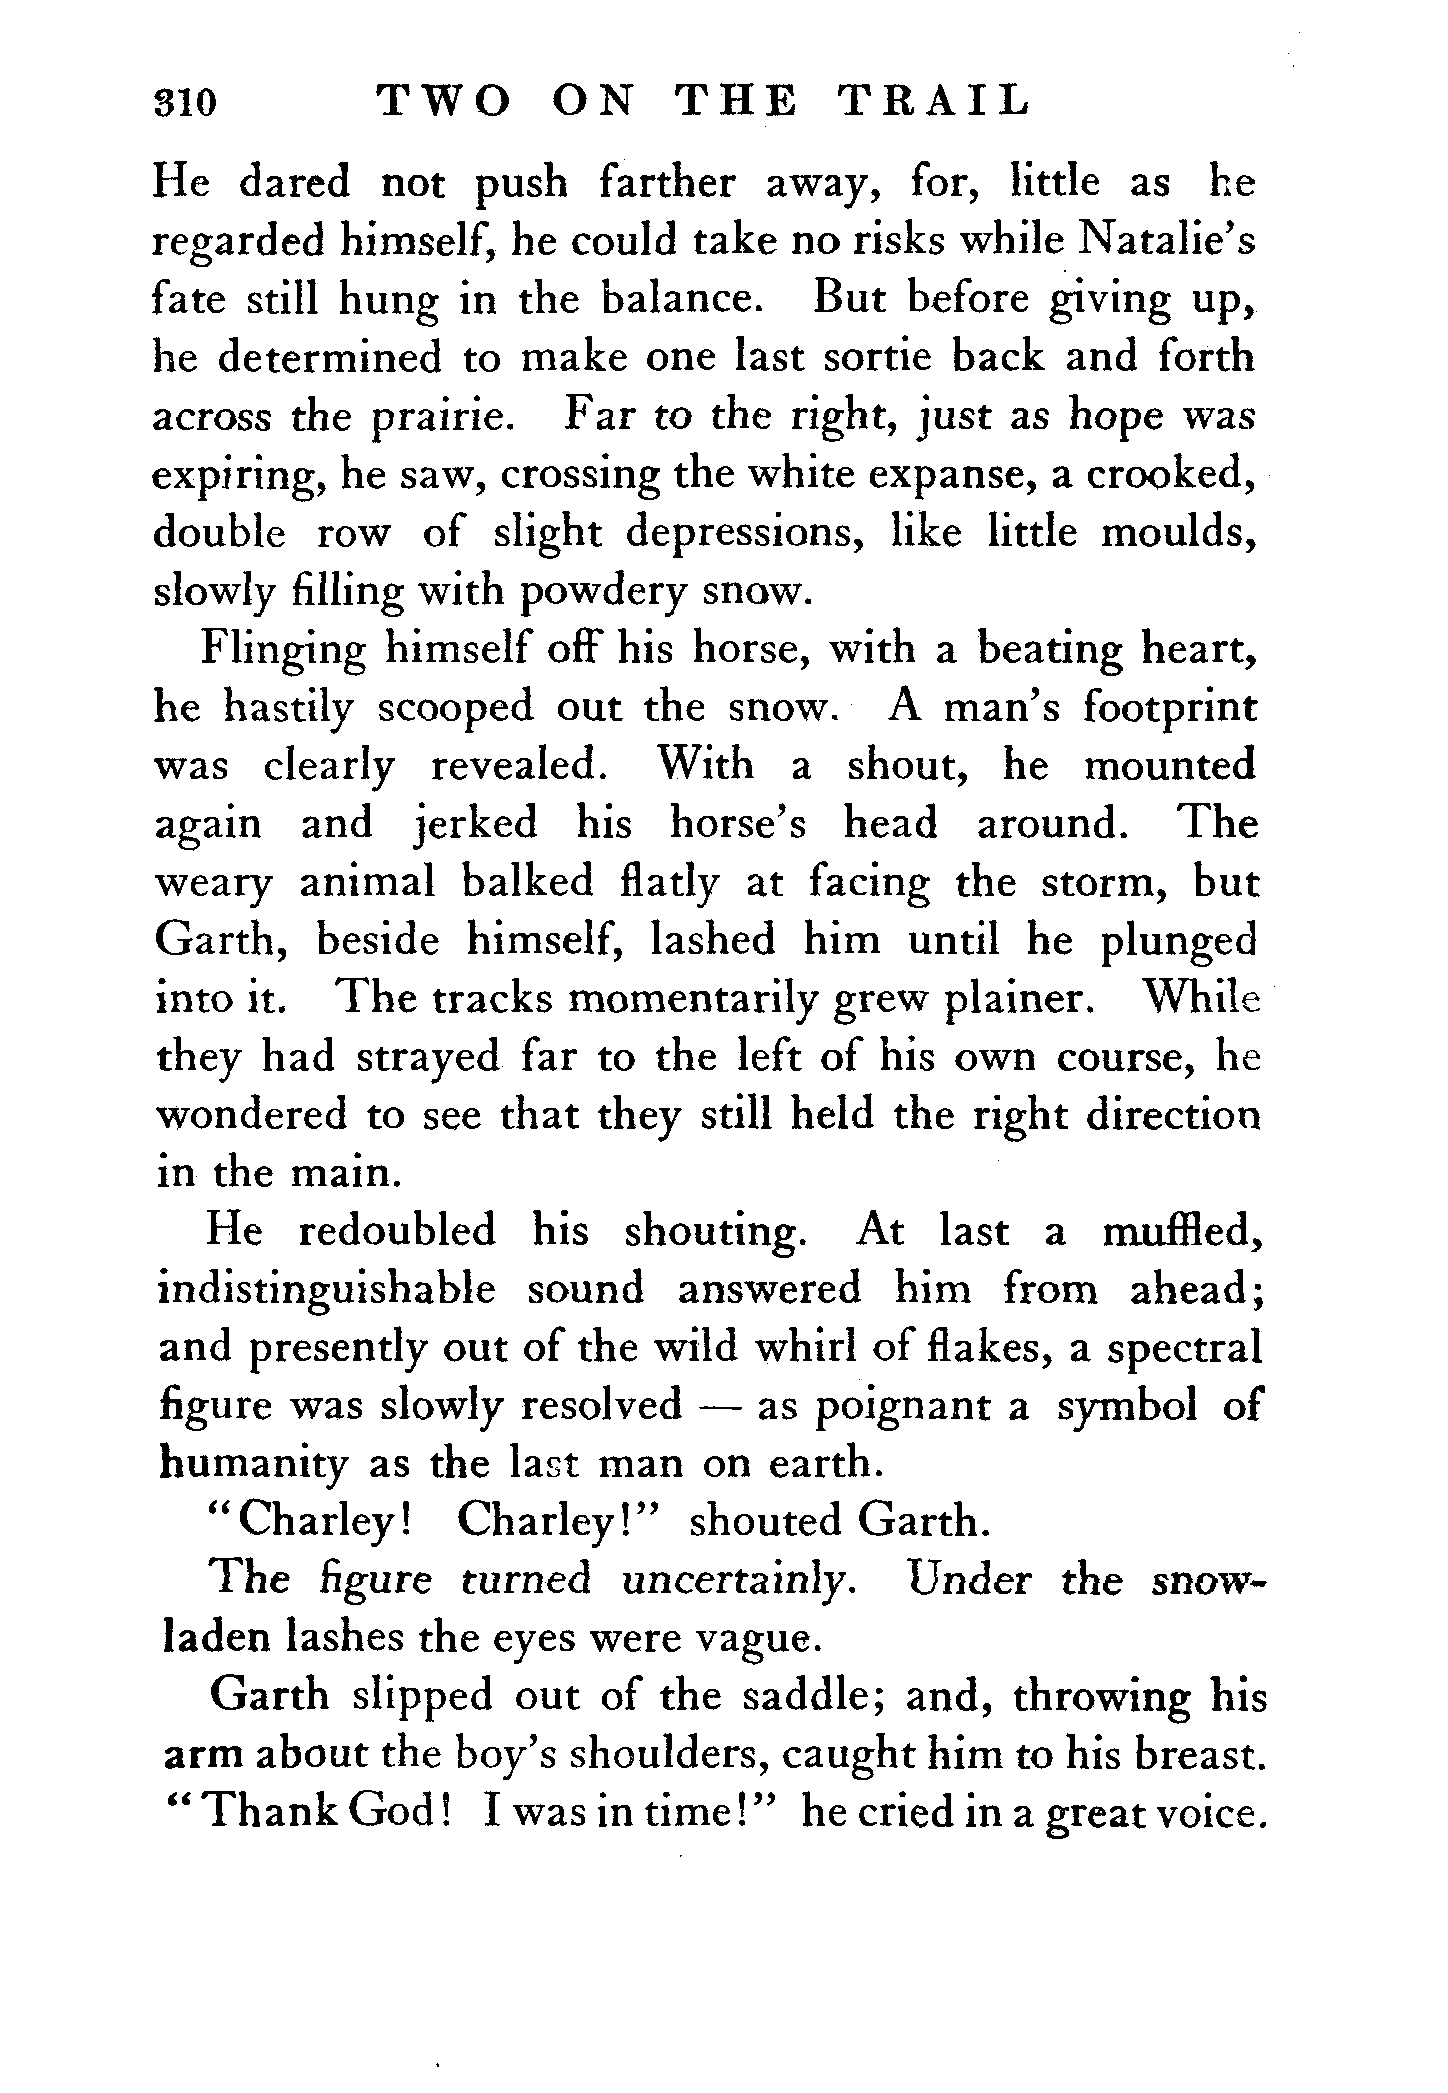 310 TWO ON THE TRAIL
He dared not push farther away, for, little as he
regarded himself, he could take no risks while Natalie's
fate still hung in the balance. But before giving up,
he determined to make one last sortie back and forth
across the prairie. Far to the right, just as hope was
expiring, he saw, crossing the white expanse, a crooked,
double row of slight depressions, like little moulds,
slowly filling with powdery snow.
Flinging himself off his horse, with a beating heart,
he hastily scooped out the snow. A man's footprint
was clearly revealed. With a shout, he mounted
again and jerked his horse's head around. The
weary animal balked flatly at facing the storm, but
Garth, beside himself, lashed him until he plunged
into it. The tracks momentarily grew plainer. While
they had strayed far to the left of his own course, he
wondered to see that they still held the right direction
in the main.
He redoubled his shouting. At last a muffled,
indistinguishable sound answered him from ahead;
and presently out of the wild whirl of flakes, a spectral
figure was slowly resolved — as poignant a symbol of
humanity as the last man on earth.
"Charley! Charley!" shouted Garth.
The figure turned uncertainly. Under the snow-
laden lashes the eyes were vague.
Garth slipped out of the saddle; and, throwing his
arm about the boy's shoulders, caught him to his breast.
"Thank God! I was in time!" he cried in a great voice.